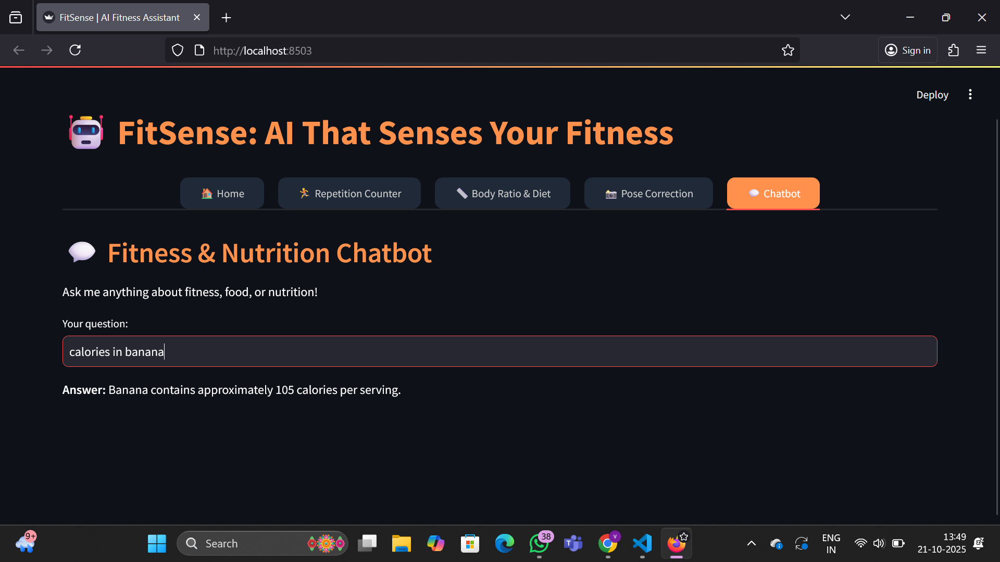 FitSense | AI Fitness Assistant
http://localhost:8503
Sign in
Deploy
FitSense: AI That Senses Your Fitness
Home
Repetition Counter
Body Ratio & Diet
Pose Correction
Chatbot
Fitness & Nutrition Chatbot
Ask me anything about fitness, food, or nutrition!
Your question:
calories in banana
Answer: Banana contains approximately 105 calories per serving.
9+
Search
38
T
V
ENG
IN
13:49
21-10-2025